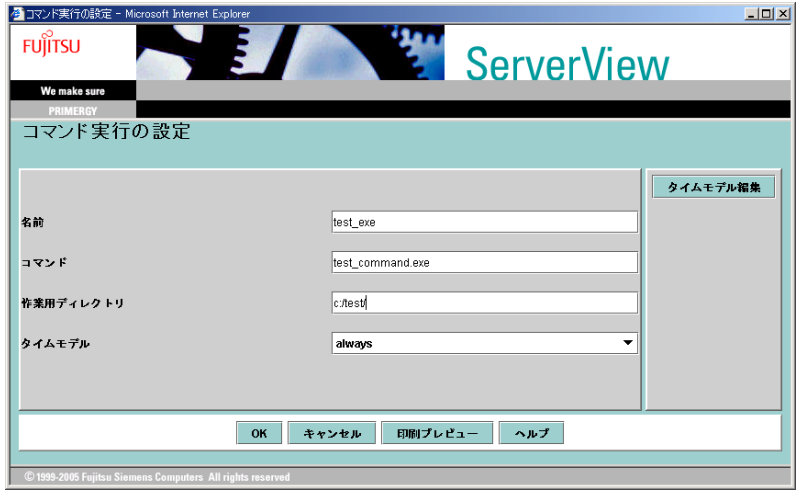 コマンド実行の設定 - Microsoft Internet Explorer
FUJITSU
ServerView
We make sure
PRIMERGY
コマンド実行の設定
タイムモデル編集
名前
test_exe
コマンド
test_command.exe
作業用ディレクトリ
c:/test/
タイムモデル
always
OK キャンセル 印刷プレビュー ヘルプ
© 1999-2005 Fujitsu Siemens Computers All rights reserved